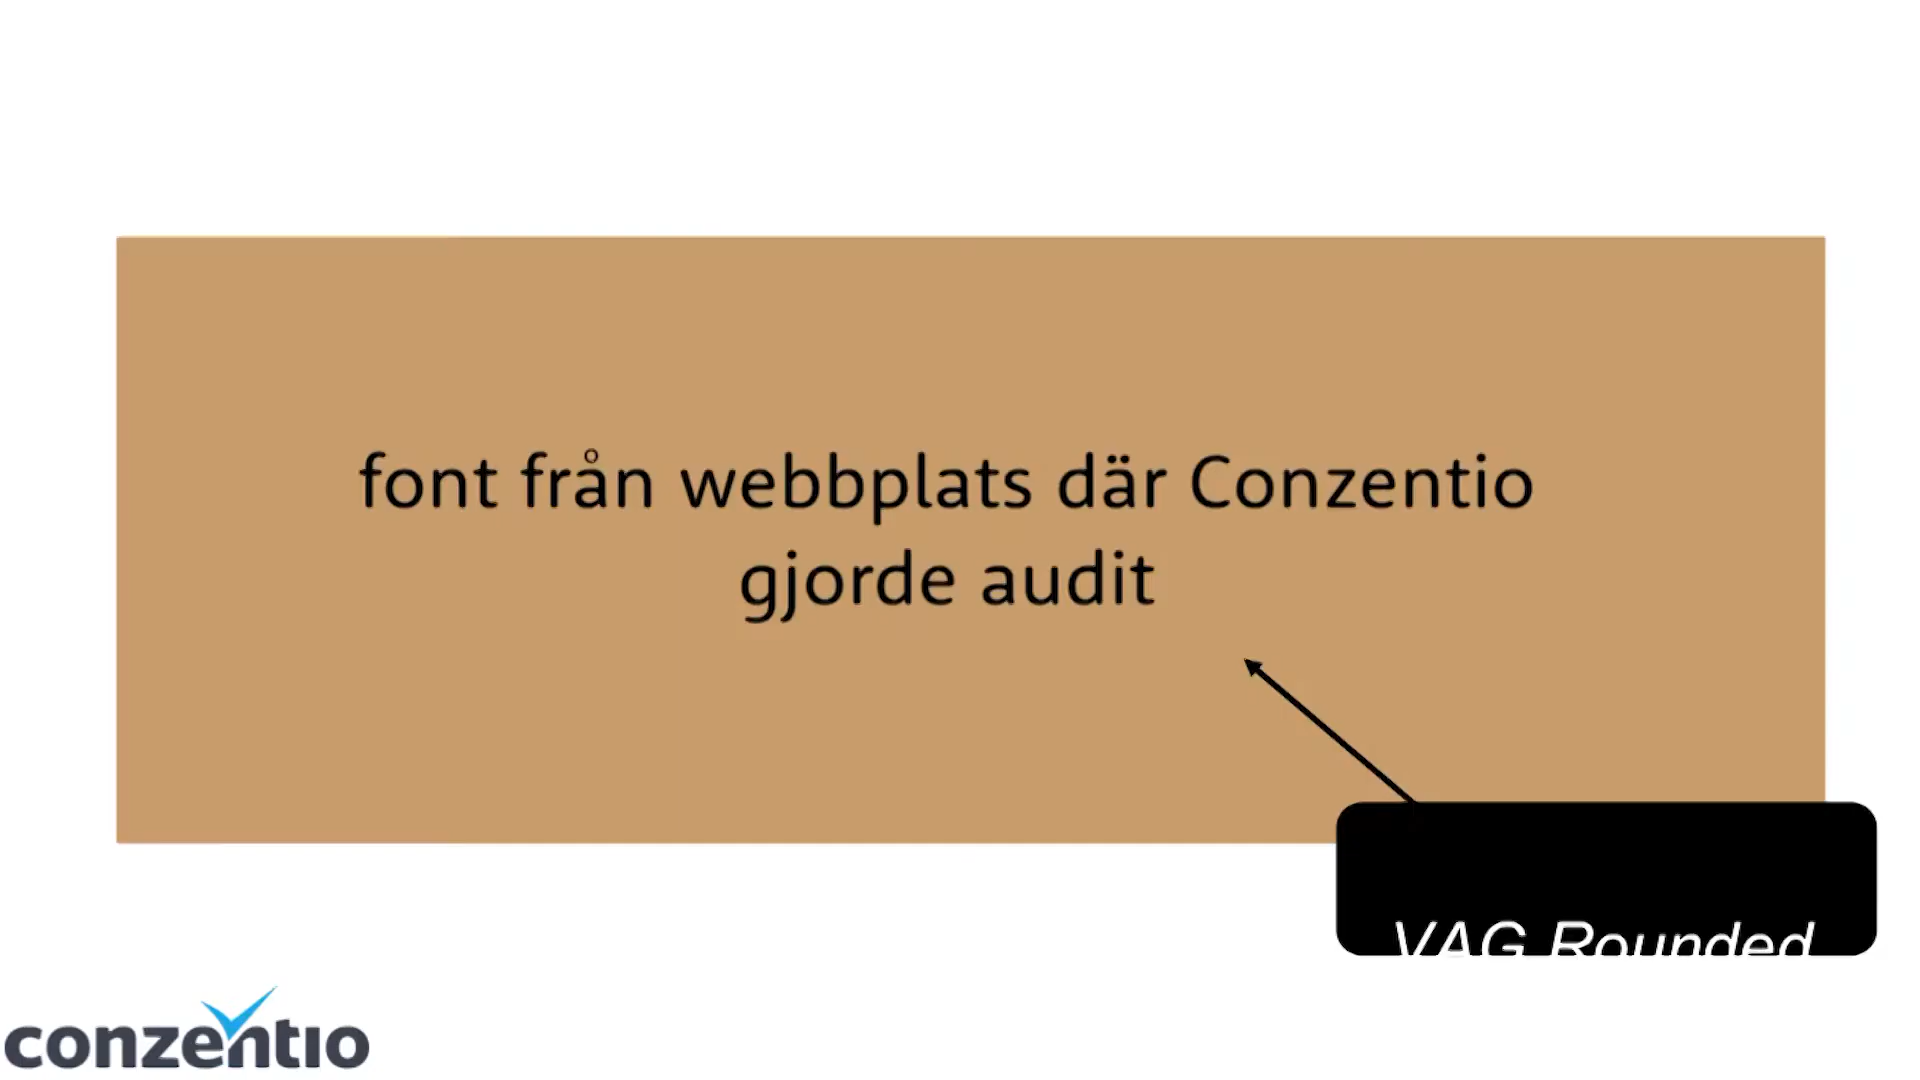 font från webbplats där Conzentio
gjorde audit
VAG Rounded
conzentio